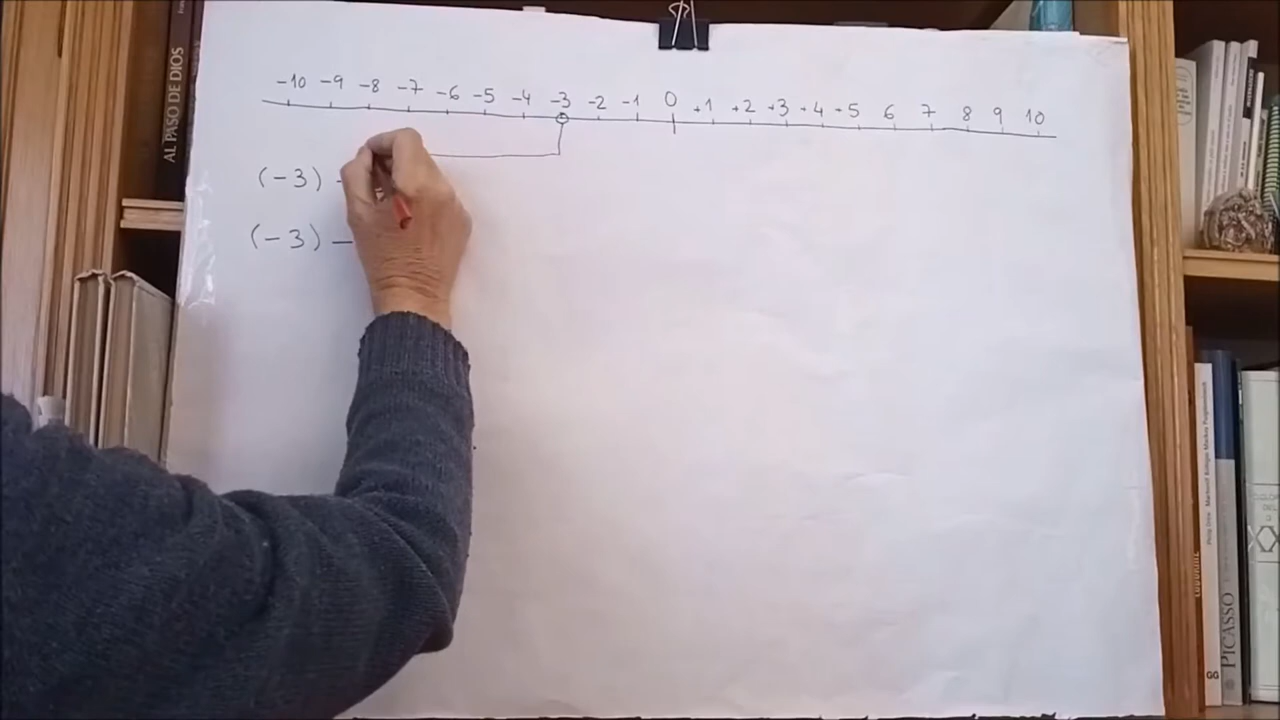 AL PASO DE DIOS
-10 -9 -8 -7 -6 -5 -4 -3 -2 -1 0 +1 +2 +3 +4 +5 6 7 8 9 10
(-3) -
(-3) -
PICASSO
GG